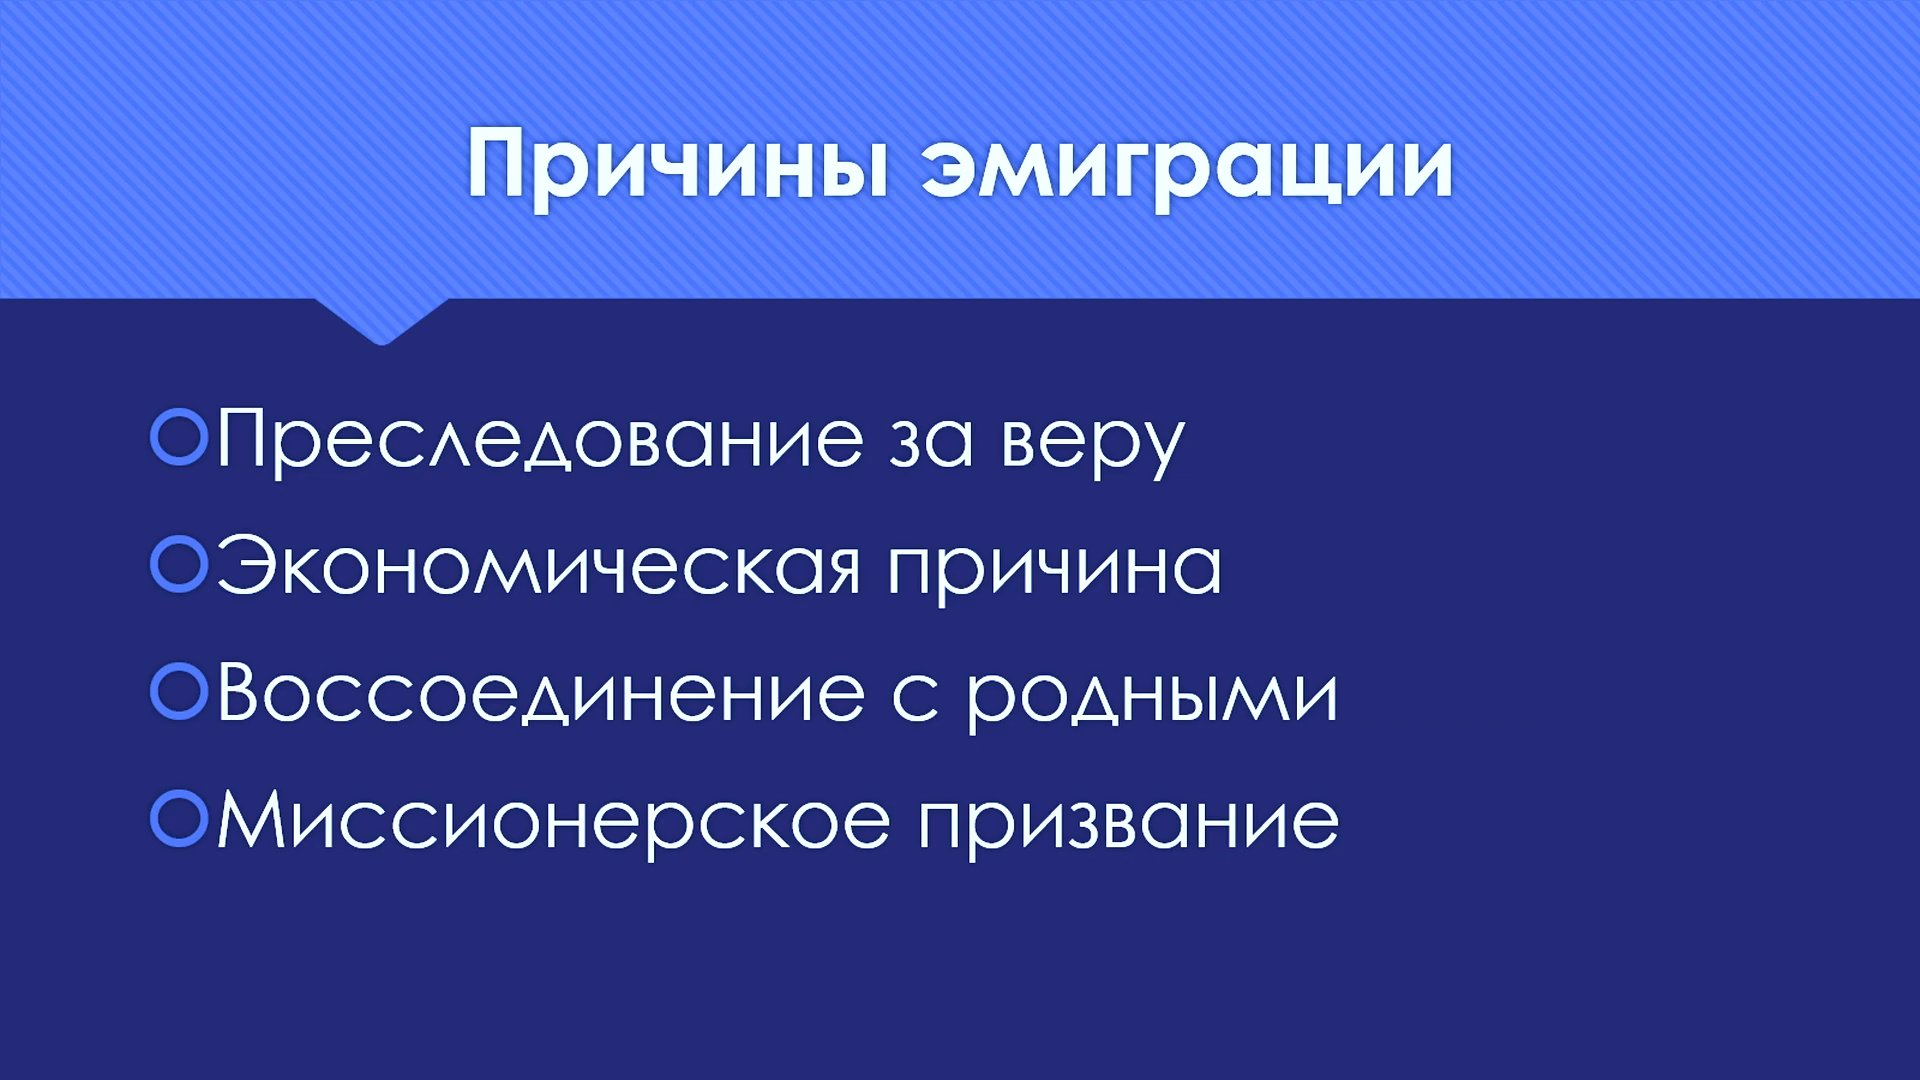 Причины эмиграции
Преследование за веру
Экономическая причина
Воссоединение с родными
Миссионерское призвание